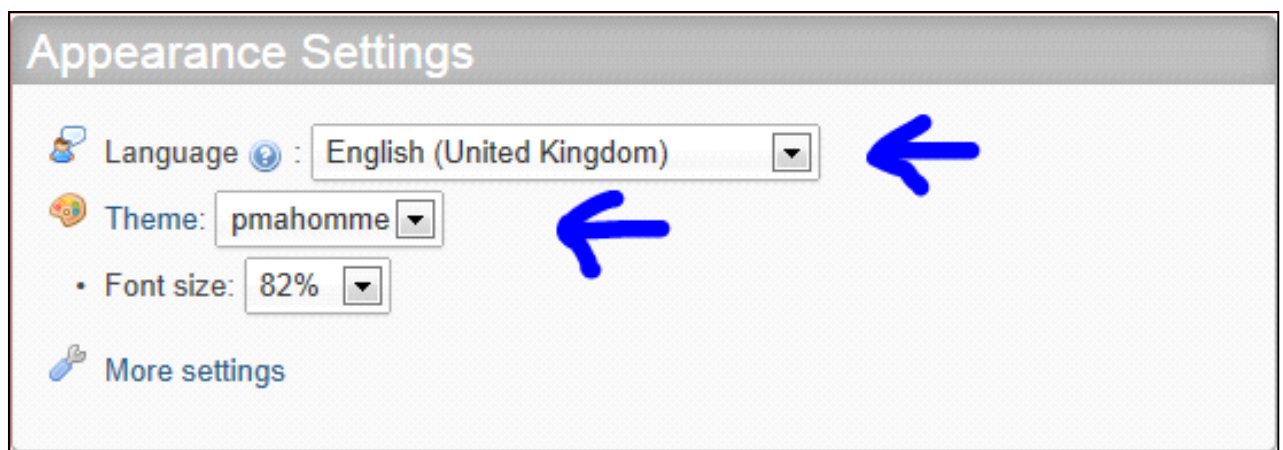 Appearance Settings
Language : English (United Kingdom)
Theme: pmahomme
• Font size: 82%
More settings